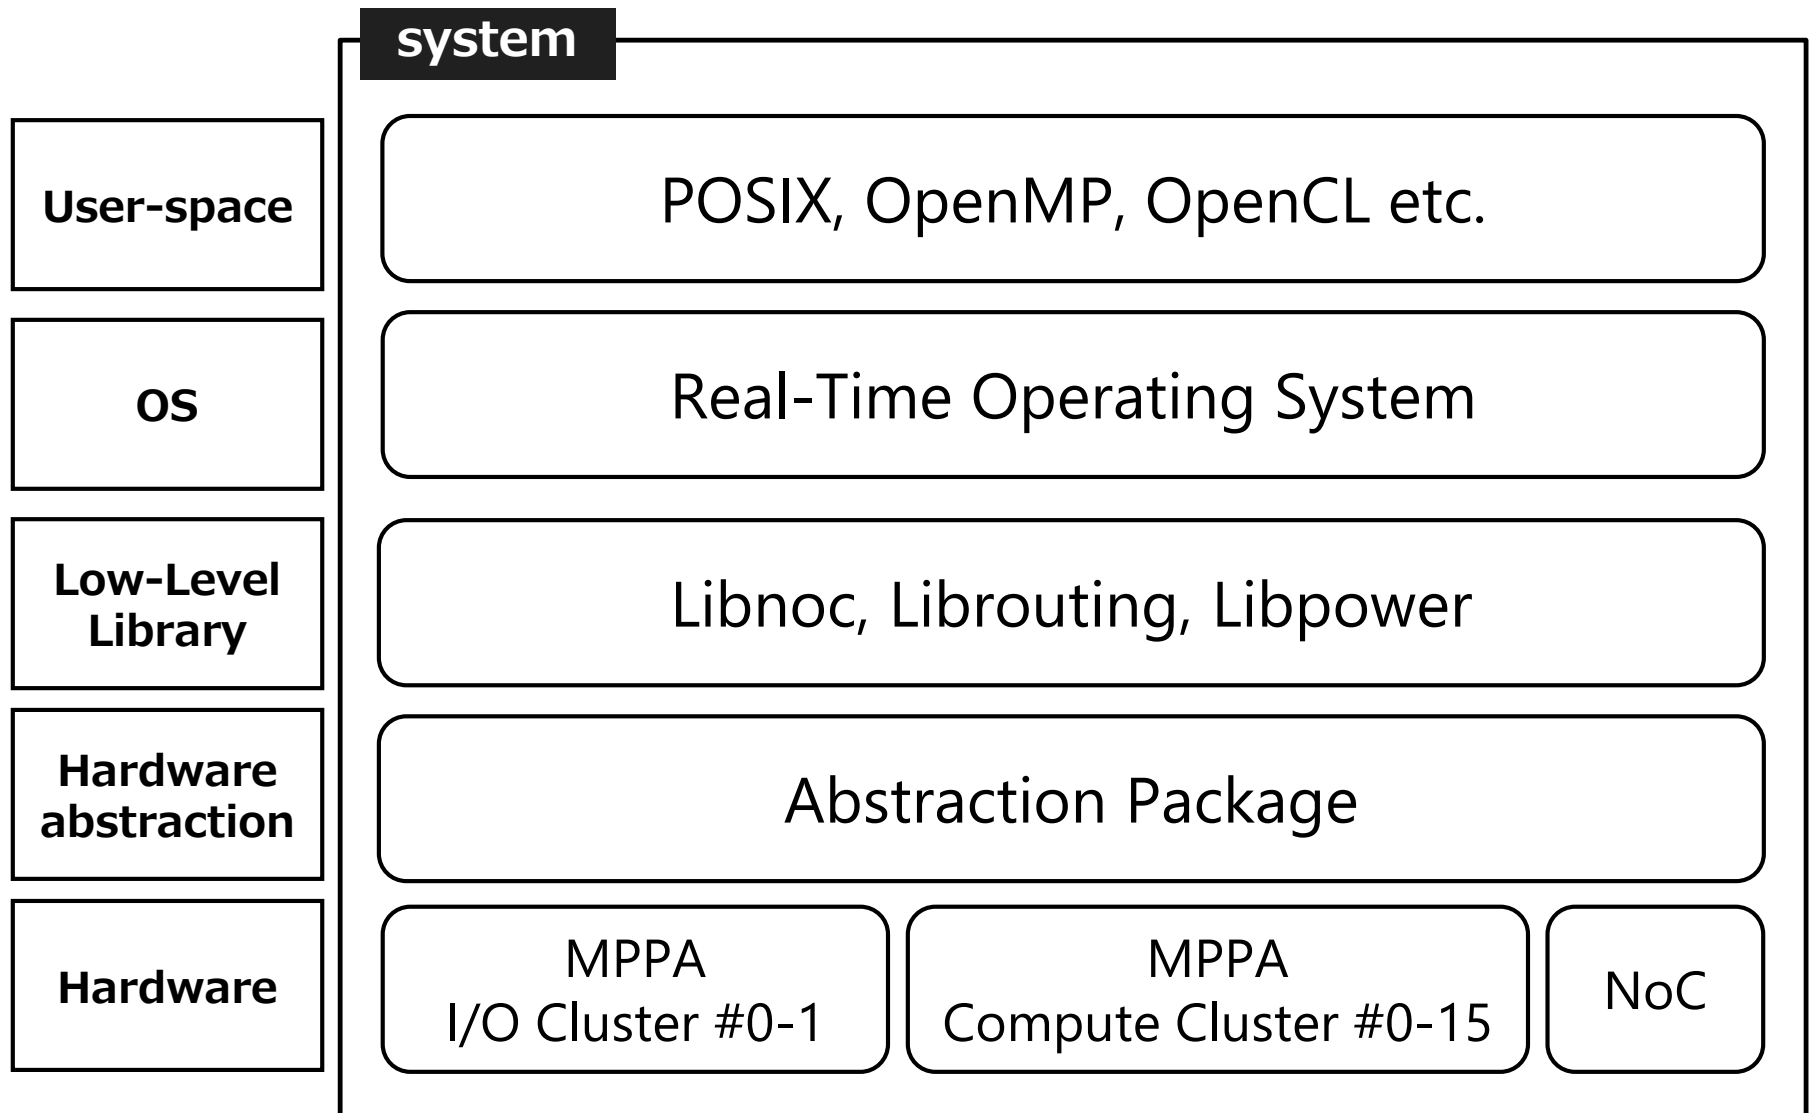 system
User-space
POSIX, OpenMP, OpenCL etc.
OS
Real-Time Operating System
Low-Level
Library
Libnoc, Librouting, Libpower
Hardware
abstraction
Abstraction Package
Hardware
MPPA
I/O Cluster #0-1
MPPA
Compute Cluster #0-15
NoC